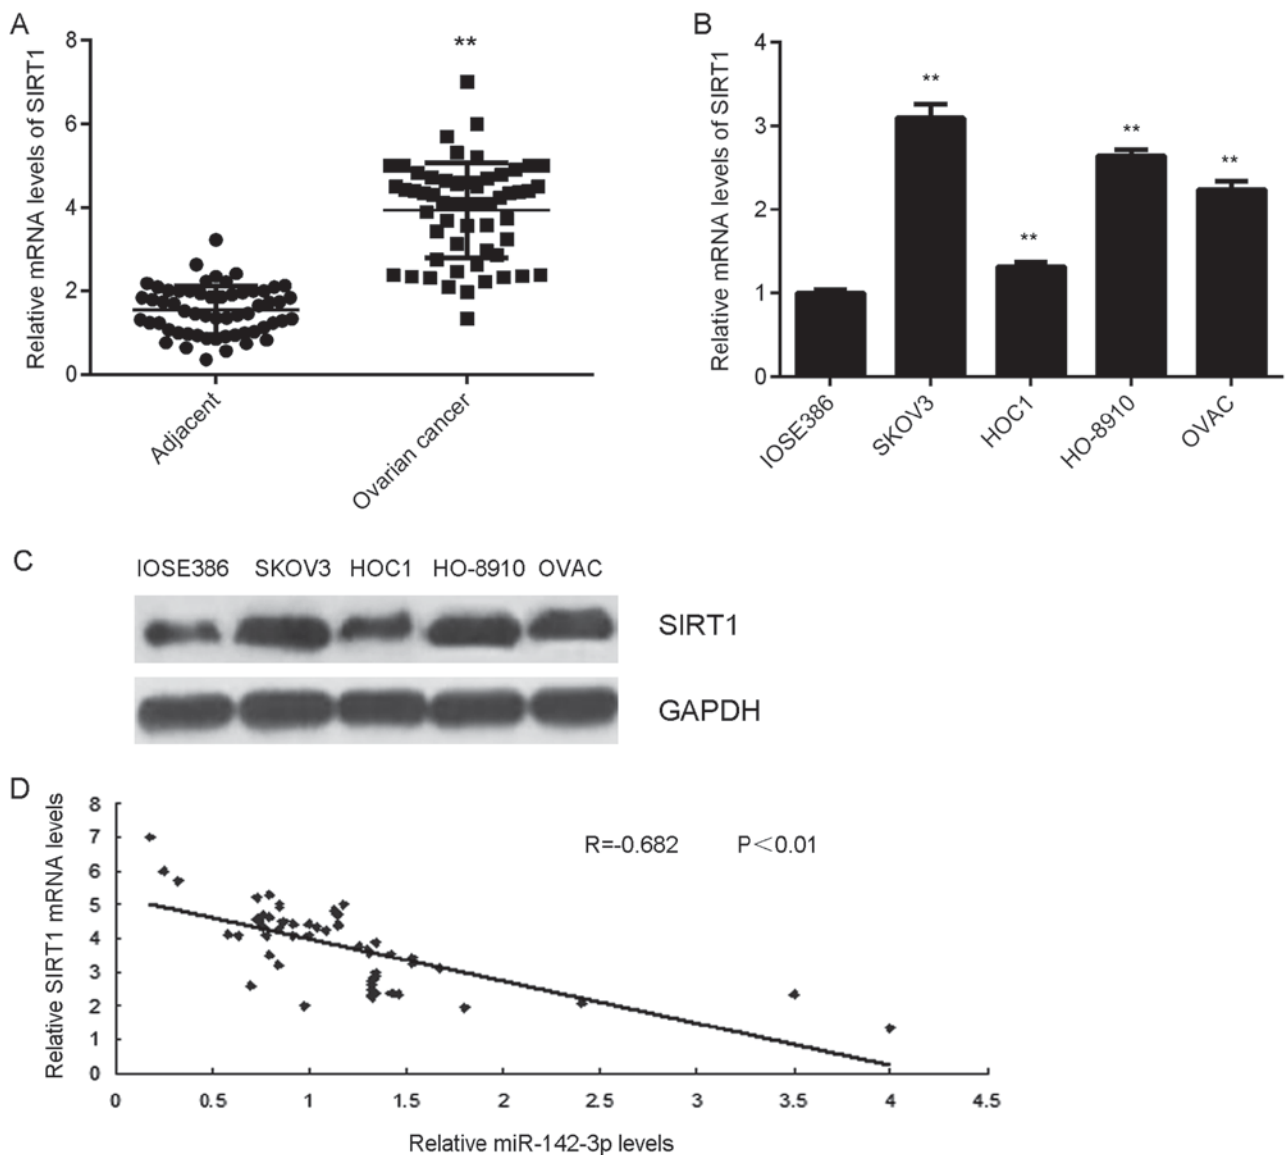 A
Relative mRNA levels of SIRT1
8
6
4
2
0
**
Adjacent
Ovarian cancer
B
Relative mRNA levels of SIRT1
4
3
2
1
0
**
**
**
**
IOSE386
SKOV3
HOC1
HO-8910
OVAC
C
IOSE386 SKOV3 HOC1 HO-8910 OVAC
SIRT1
GAPDH
D
Relative SIRT1 mRNA levels
8
7
6
5
4
3
2
1
0
R=-0.682 P<0.01
0 0.5 1 1.5 2 2.5 3 3.5 4 4.5
Relative miR-142-3p levels